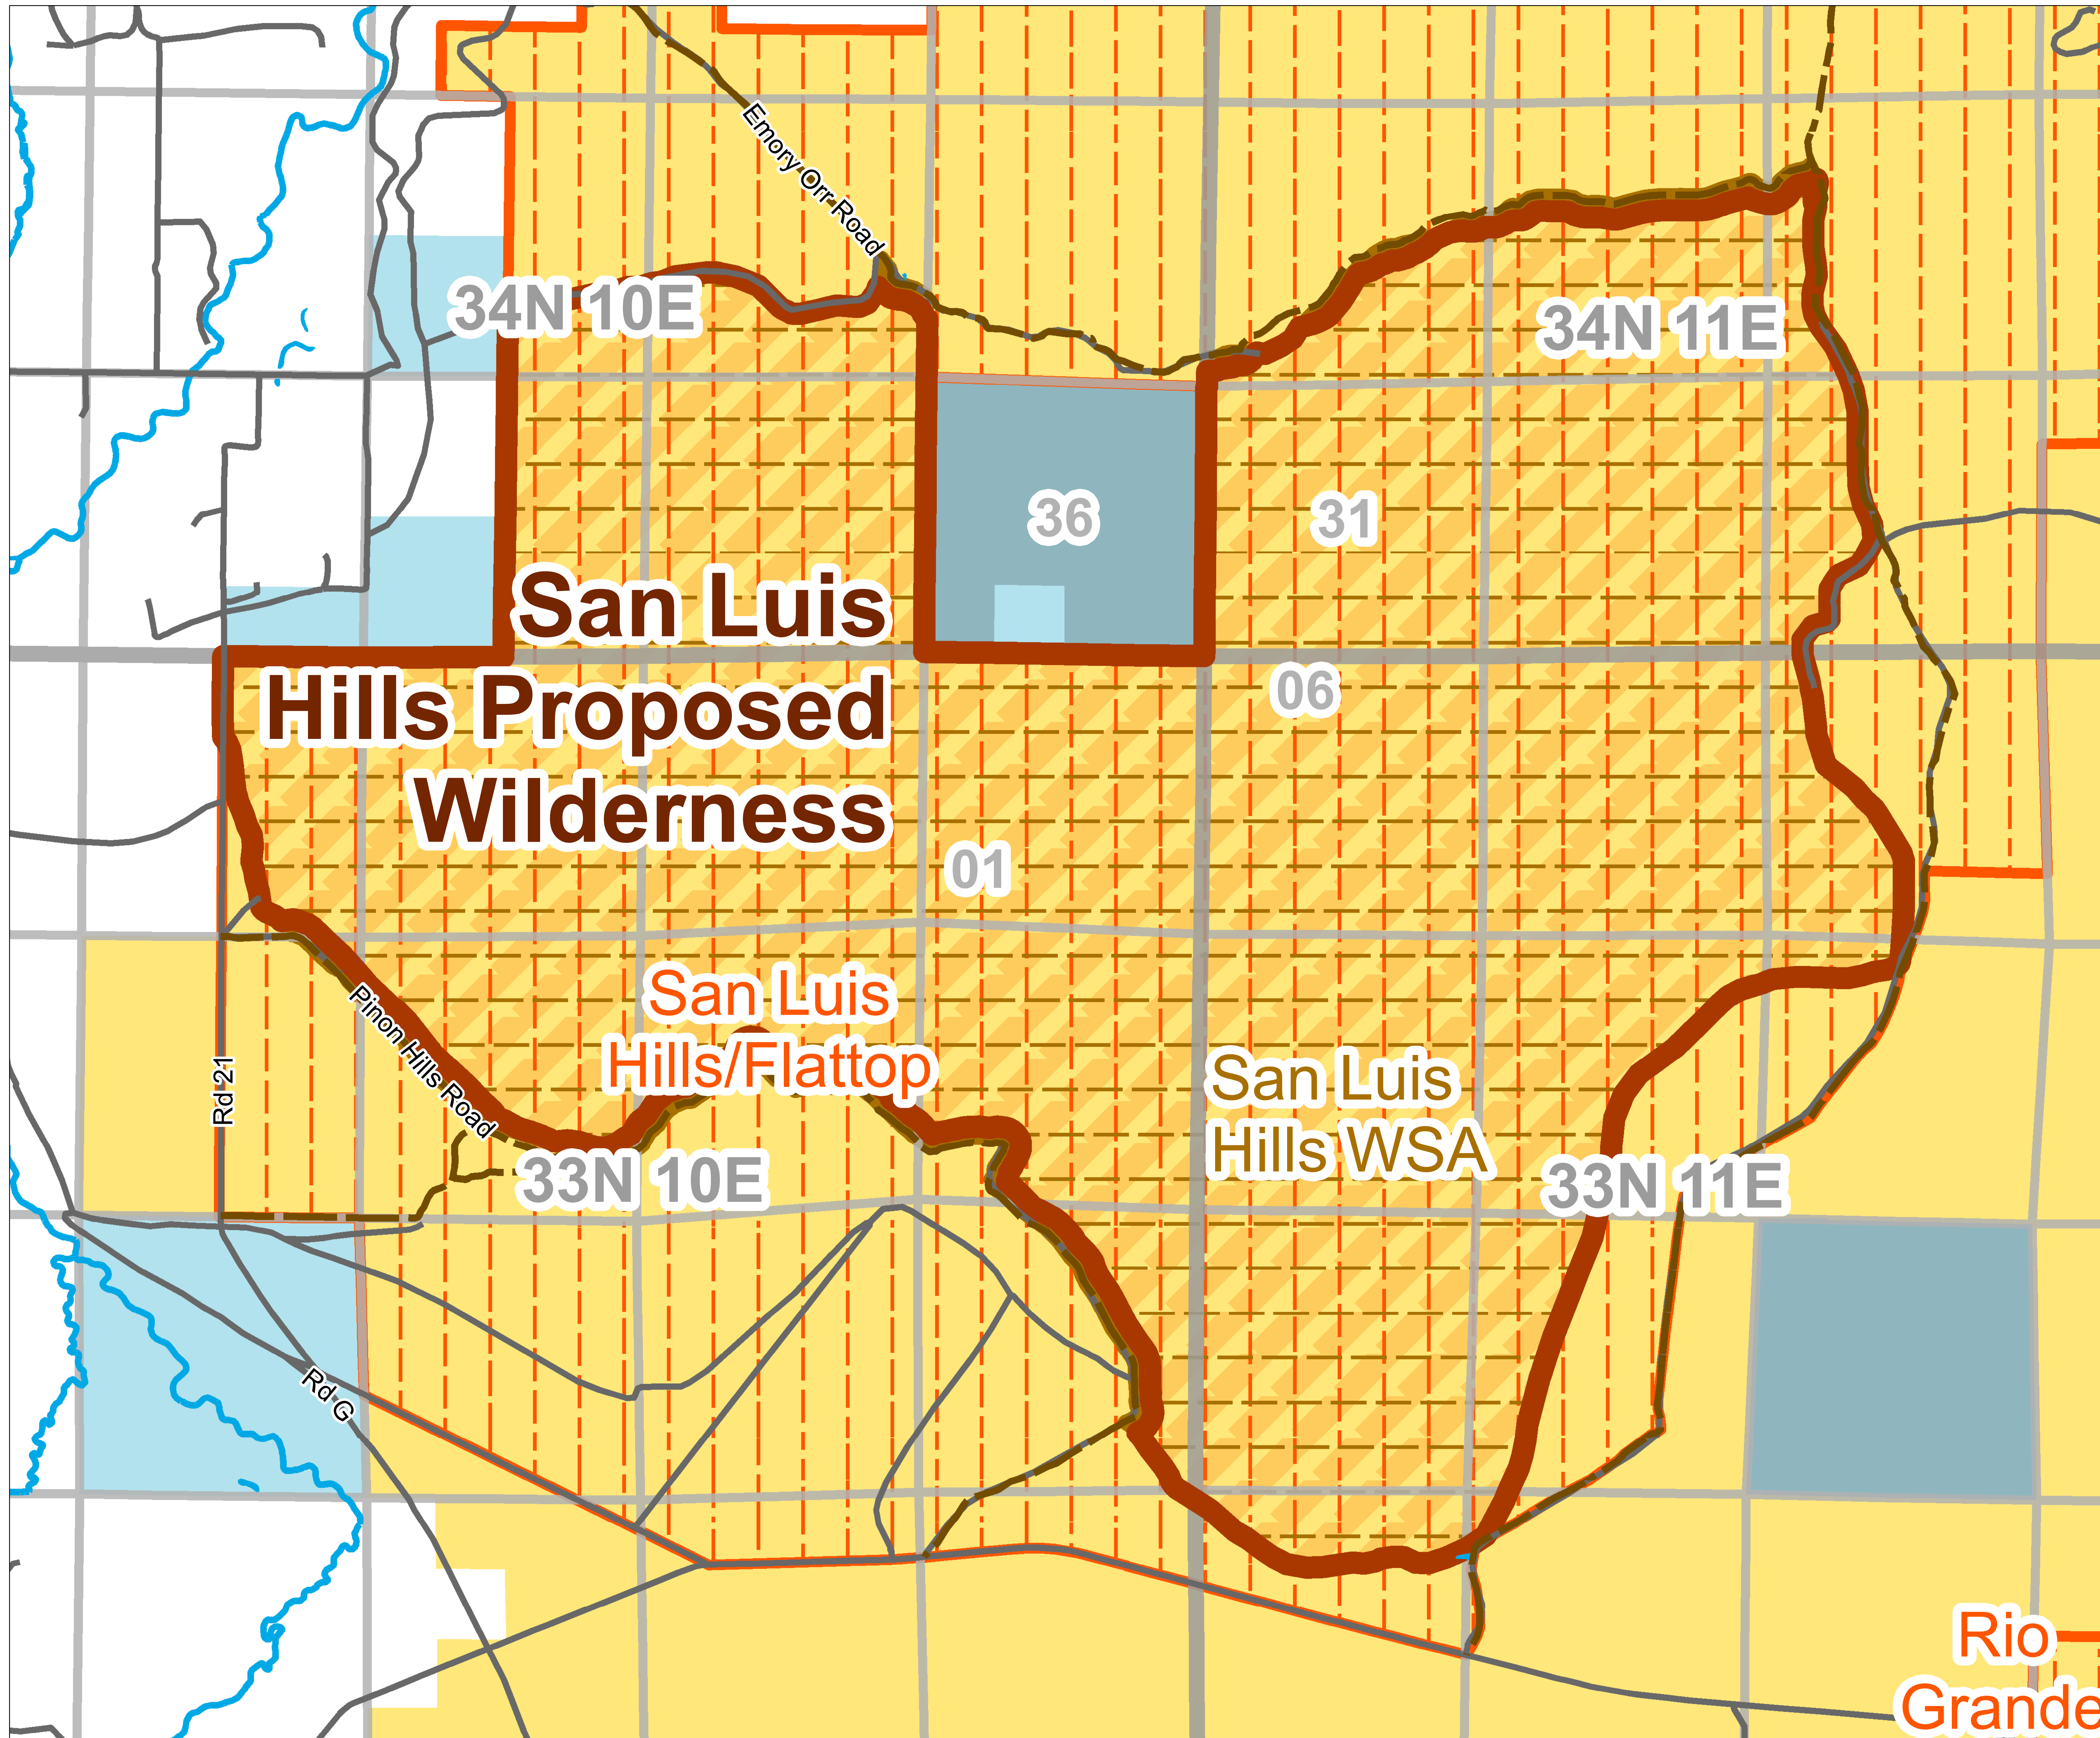 Emory Orr Road
34N 10E
34N 11E
36
31
San Luis
Hills Proposed
Wilderness
06
01
San Luis
Hills/Flattop
Pinon Hills Road
Rd 21
San Luis
Hills WSA
33N 10E
33N 11E
Rd G
Rio
Grande